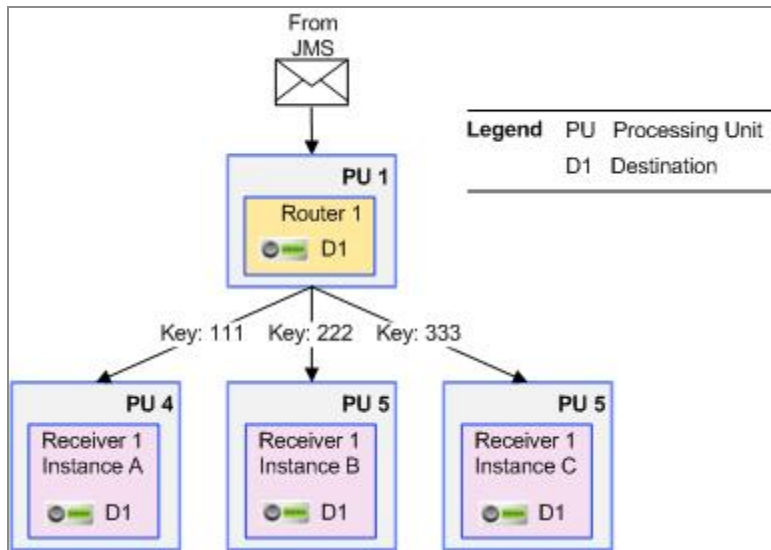 From
JMS
Legend PU Processing Unit
D1 Destination
PU 1
Router 1
D1
Key: 111 Key: 222 Key: 333
PU 4
Receiver 1
Instance A
D1
PU 5
Receiver 1
Instance B
D1
PU 5
Receiver 1
Instance C
D1